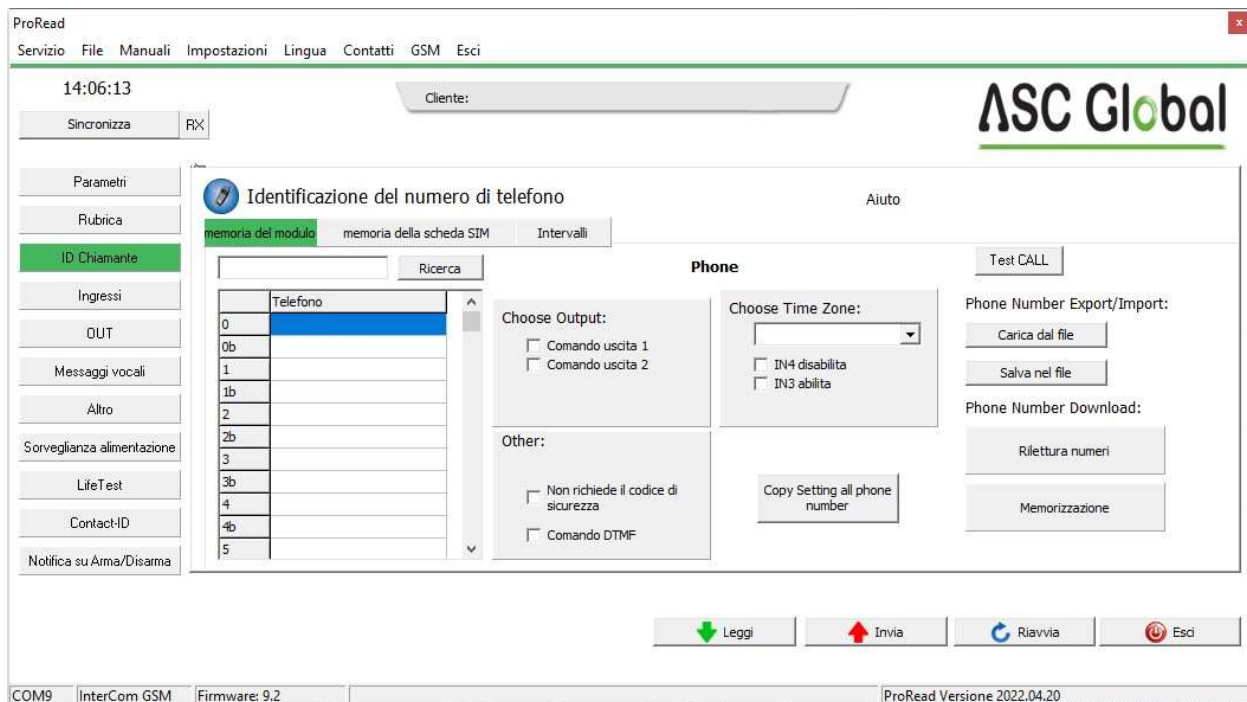 ProRead
x
Servizio File Manuali Impostazioni Lingua Contatti GSM Esci
14:06:13
Cliente:
ASC Global
Sincronizza RX
Parametri
Rubrica
ID Chiamante
Ingressi
OUT
Messaggi vocali
Altro
Sorveglianza alimentazione
LifeTest
Contact-ID
Notifica su Arma/Disarma
Identificazione del numero di telefono
Aiuto
memoria del modulo memoria della scheda SIM Intervalli
Ricerca
Telefono
0
0b
1
1b
2
2b
3
3b
4
4b
5
Phone
Choose Output:
Comando uscita 1
Comando uscita 2
Choose Time Zone:
IN4 disabilita
IN3 abilita
Other:
Non richiede il codice di
sicurezza
Comando DTMF
Copy Setting all phone
number
Test CALL
Phone Number Export/Import:
Carica dal file
Salva nel file
Phone Number Download:
Rilettura numeri
Memorizzazione
Leggi Invia Riavvia Esci
COM9 InterCom GSM Firmware: 9.2 ProRead Versione 2022.04.20